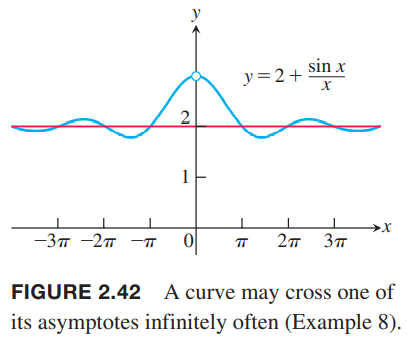 y
y = 2 + sin x / x
2
1
−3π −2π −π 0 π 2π 3π x
FIGURE 2.42 A curve may cross one of
its asymptotes infinitely often (Example 8).